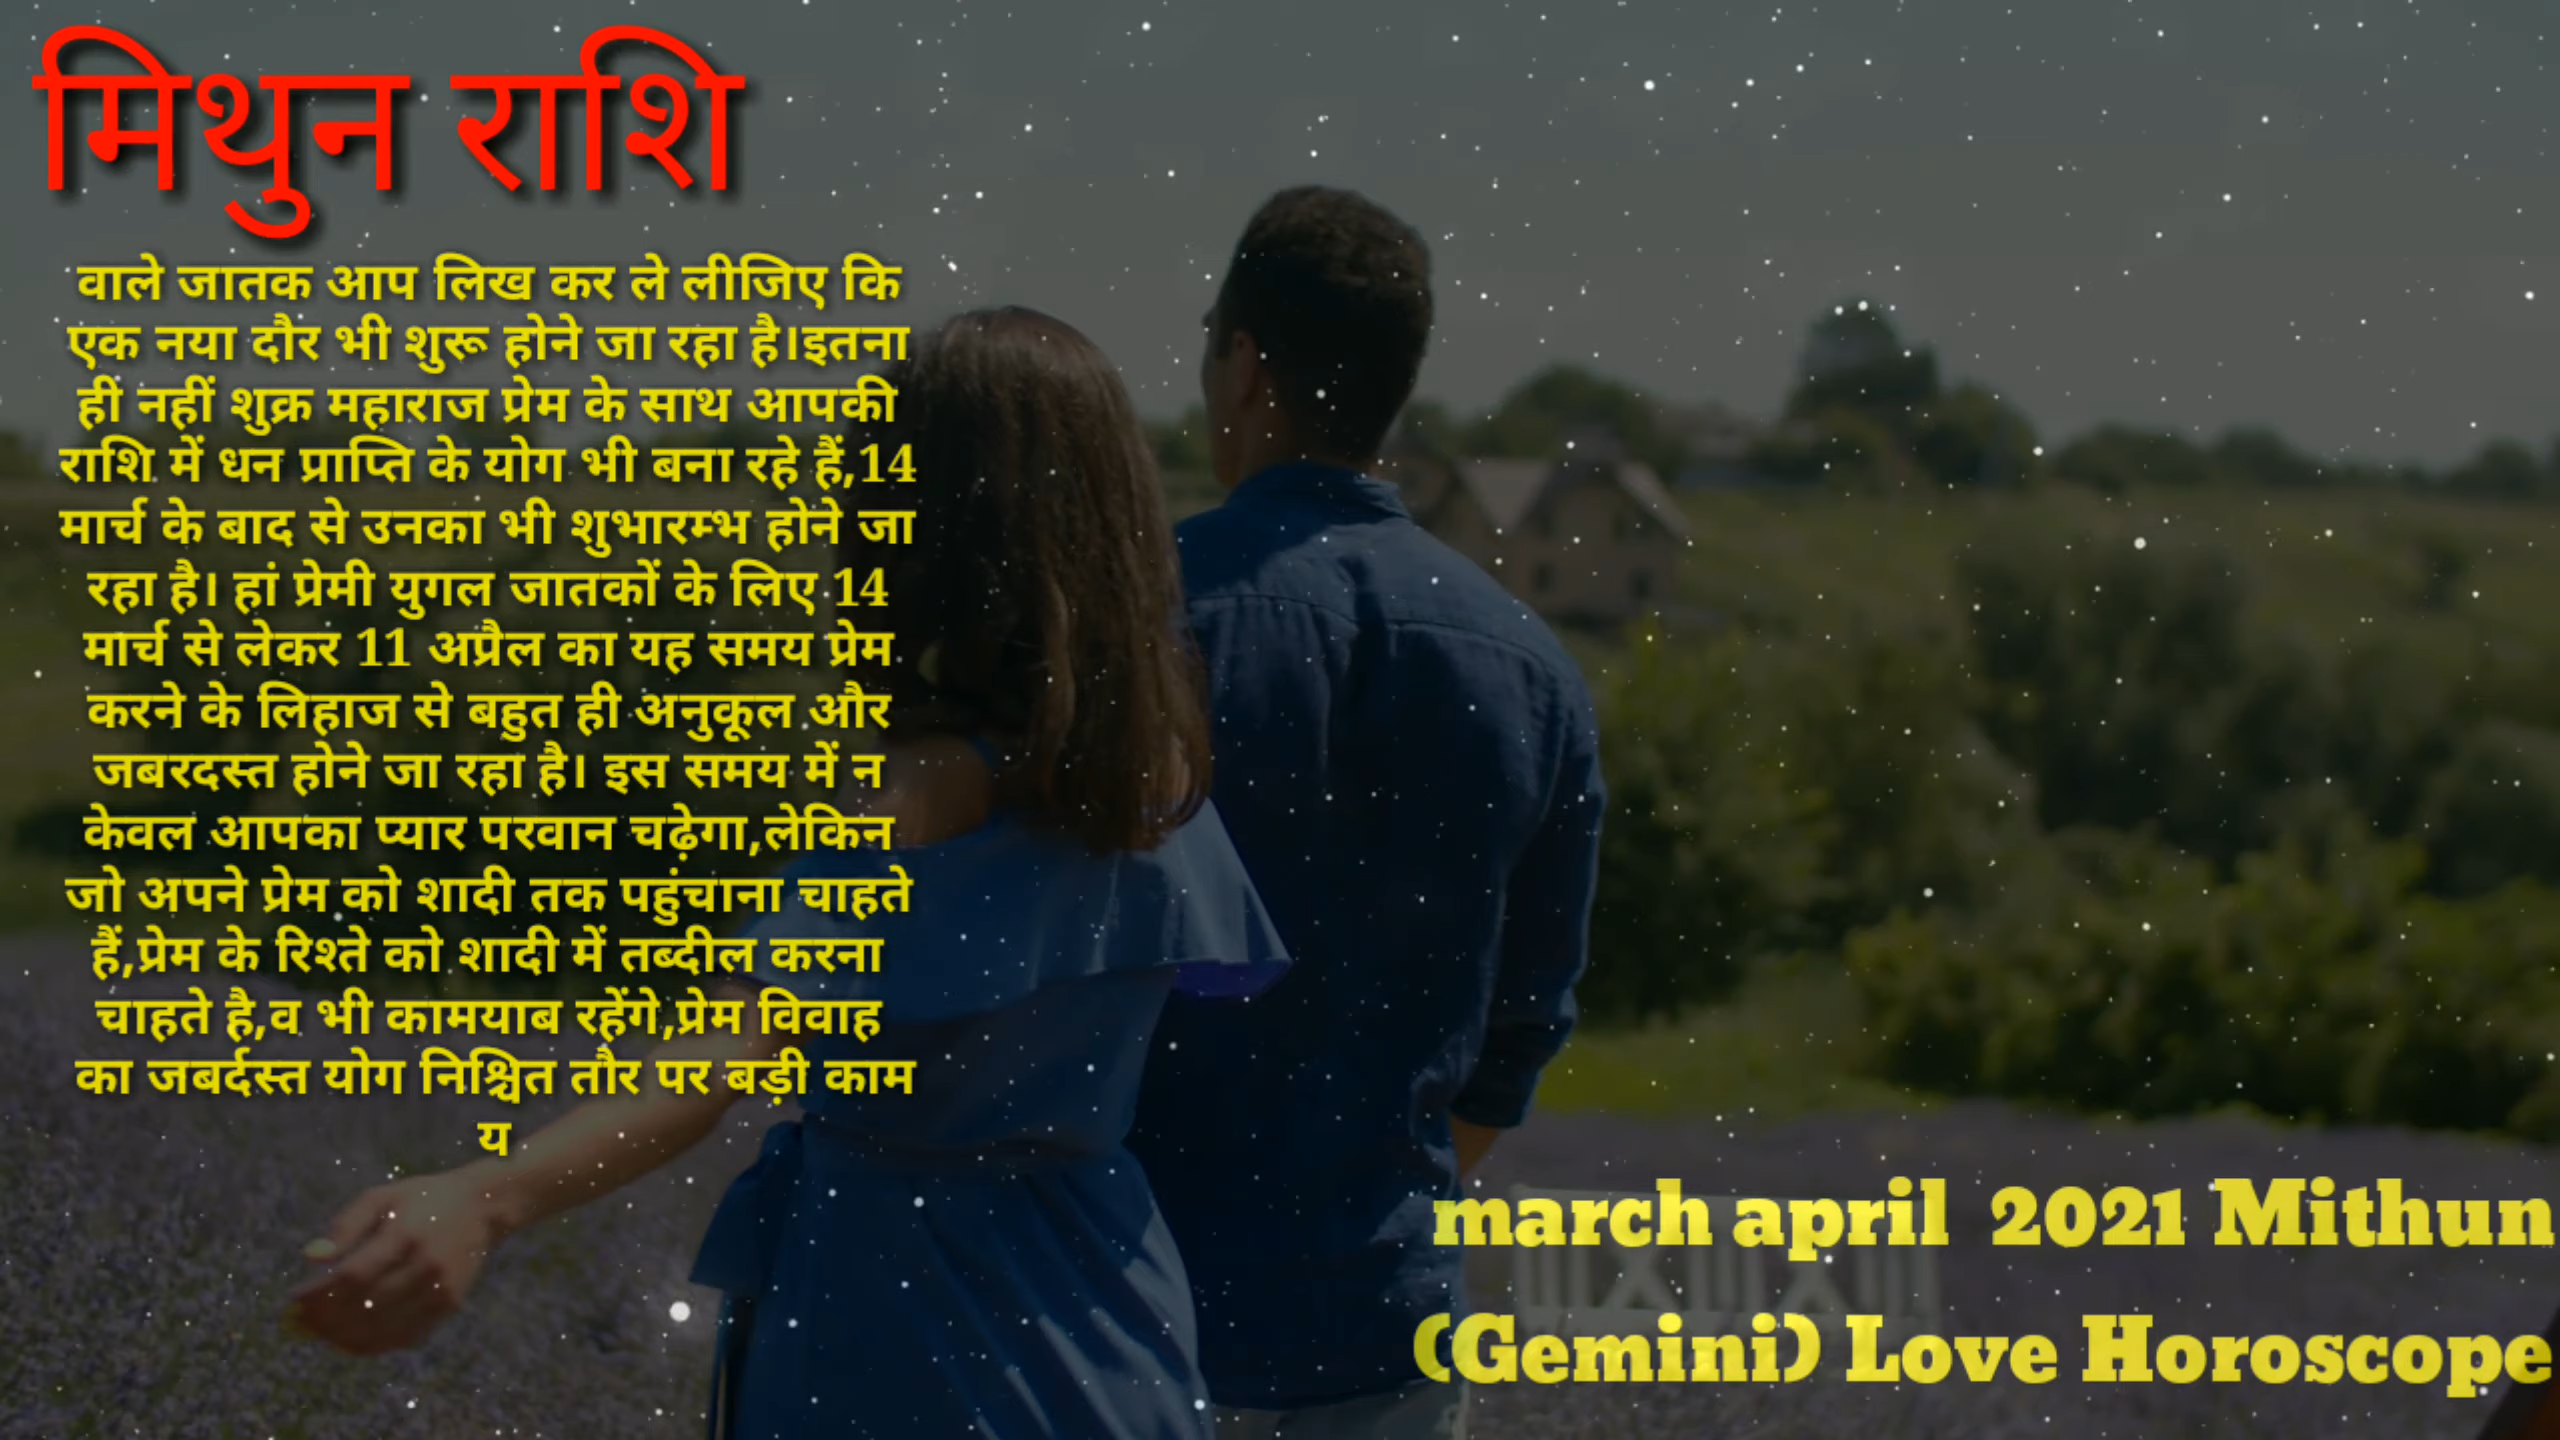 मिथुन राशि
वाले जातक आप लिख कर ले लीजिए कि
एक नया दौर भी शुरू होने जा रहा है।इतना
ही नहीं शुक्र महाराज प्रेम के साथ आपकी
राशि में धन प्राप्ति के योग भी बना रहे हैं,14
मार्च के बाद से उनका भी शुभारम्भ होने जा
रहा है। हां प्रेमी युगल जातकों के लिए 14
मार्च से लेकर 11 अप्रैल का यह समय प्रेम
करने के लिहाज से बहुत ही अनुकूल और
जबरदस्त होने जा रहा है। इस समय में न
केवल आपका प्यार परवान चढ़ेगा,लेकिन
जो अपने प्रेम को शादी तक पहुंचाना चाहते
हैं,प्रेम के रिश्ते को शादी में तब्दील करना
चाहते है,व भी कामयाब रहेंगे,प्रेम विवाह
का जबर्दस्त योग निश्चित तौर पर बड़ी काम
य
march april 2021 Mithun
(Gemini) Love Horoscope